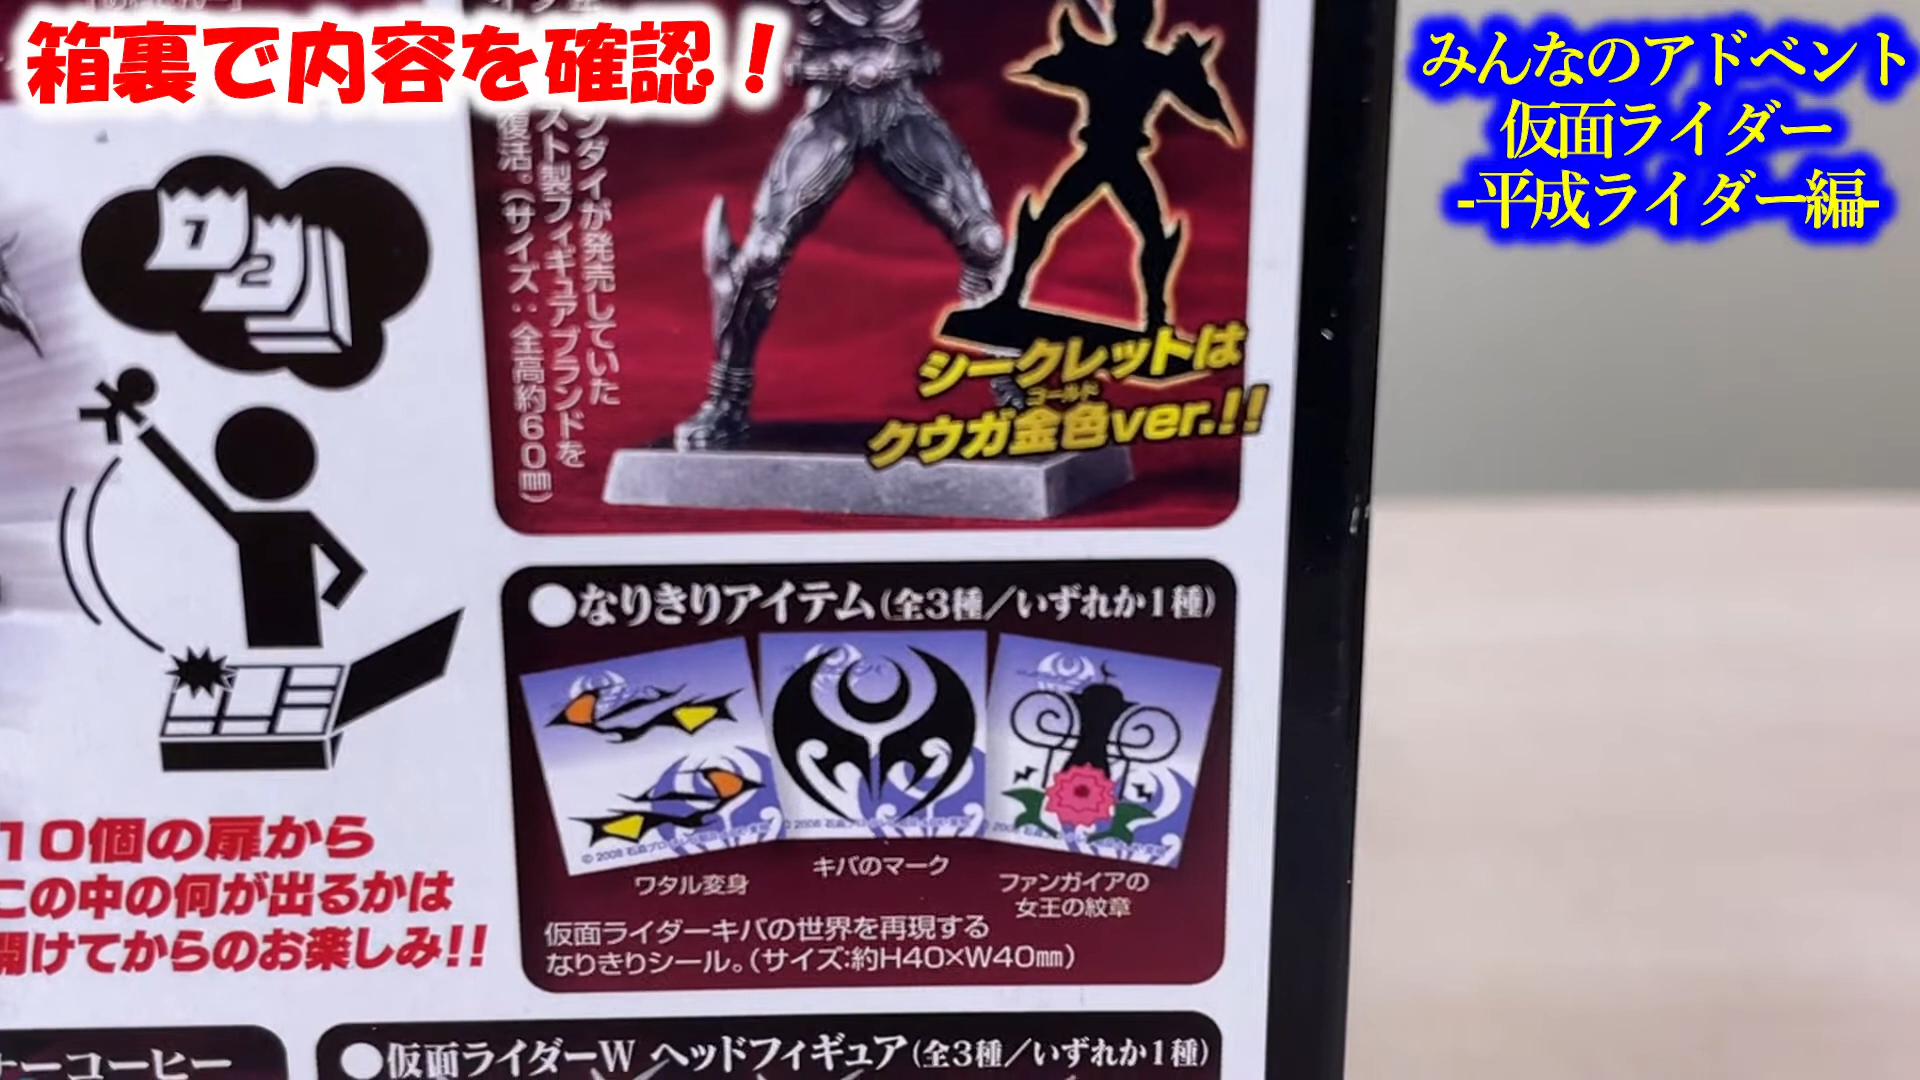 箱裏で内容を確認！
みんなのアドベント
仮面ライダー
-平成ライダー編-
ダイが発売していた
スト製フィギュアブランドを
復活。（サイズ：全高約60㎜）
シークレットは
ゴールド
クウガ金色ver.!!
1
2
10個の扉から
この中の何が出るかは
開けてからのお楽しみ!!
●なりきりアイテム（全3種／いずれか1種）
ワタル変身
キバのマーク
ファンガイアの
女王の紋章
仮面ライダーキバの世界を再現する
なりきりシール。（サイズ:約H40×W40㎜）
ーコーヒー
●仮面ライダーW ヘッドフィギュア（全3種／いずれか1種）